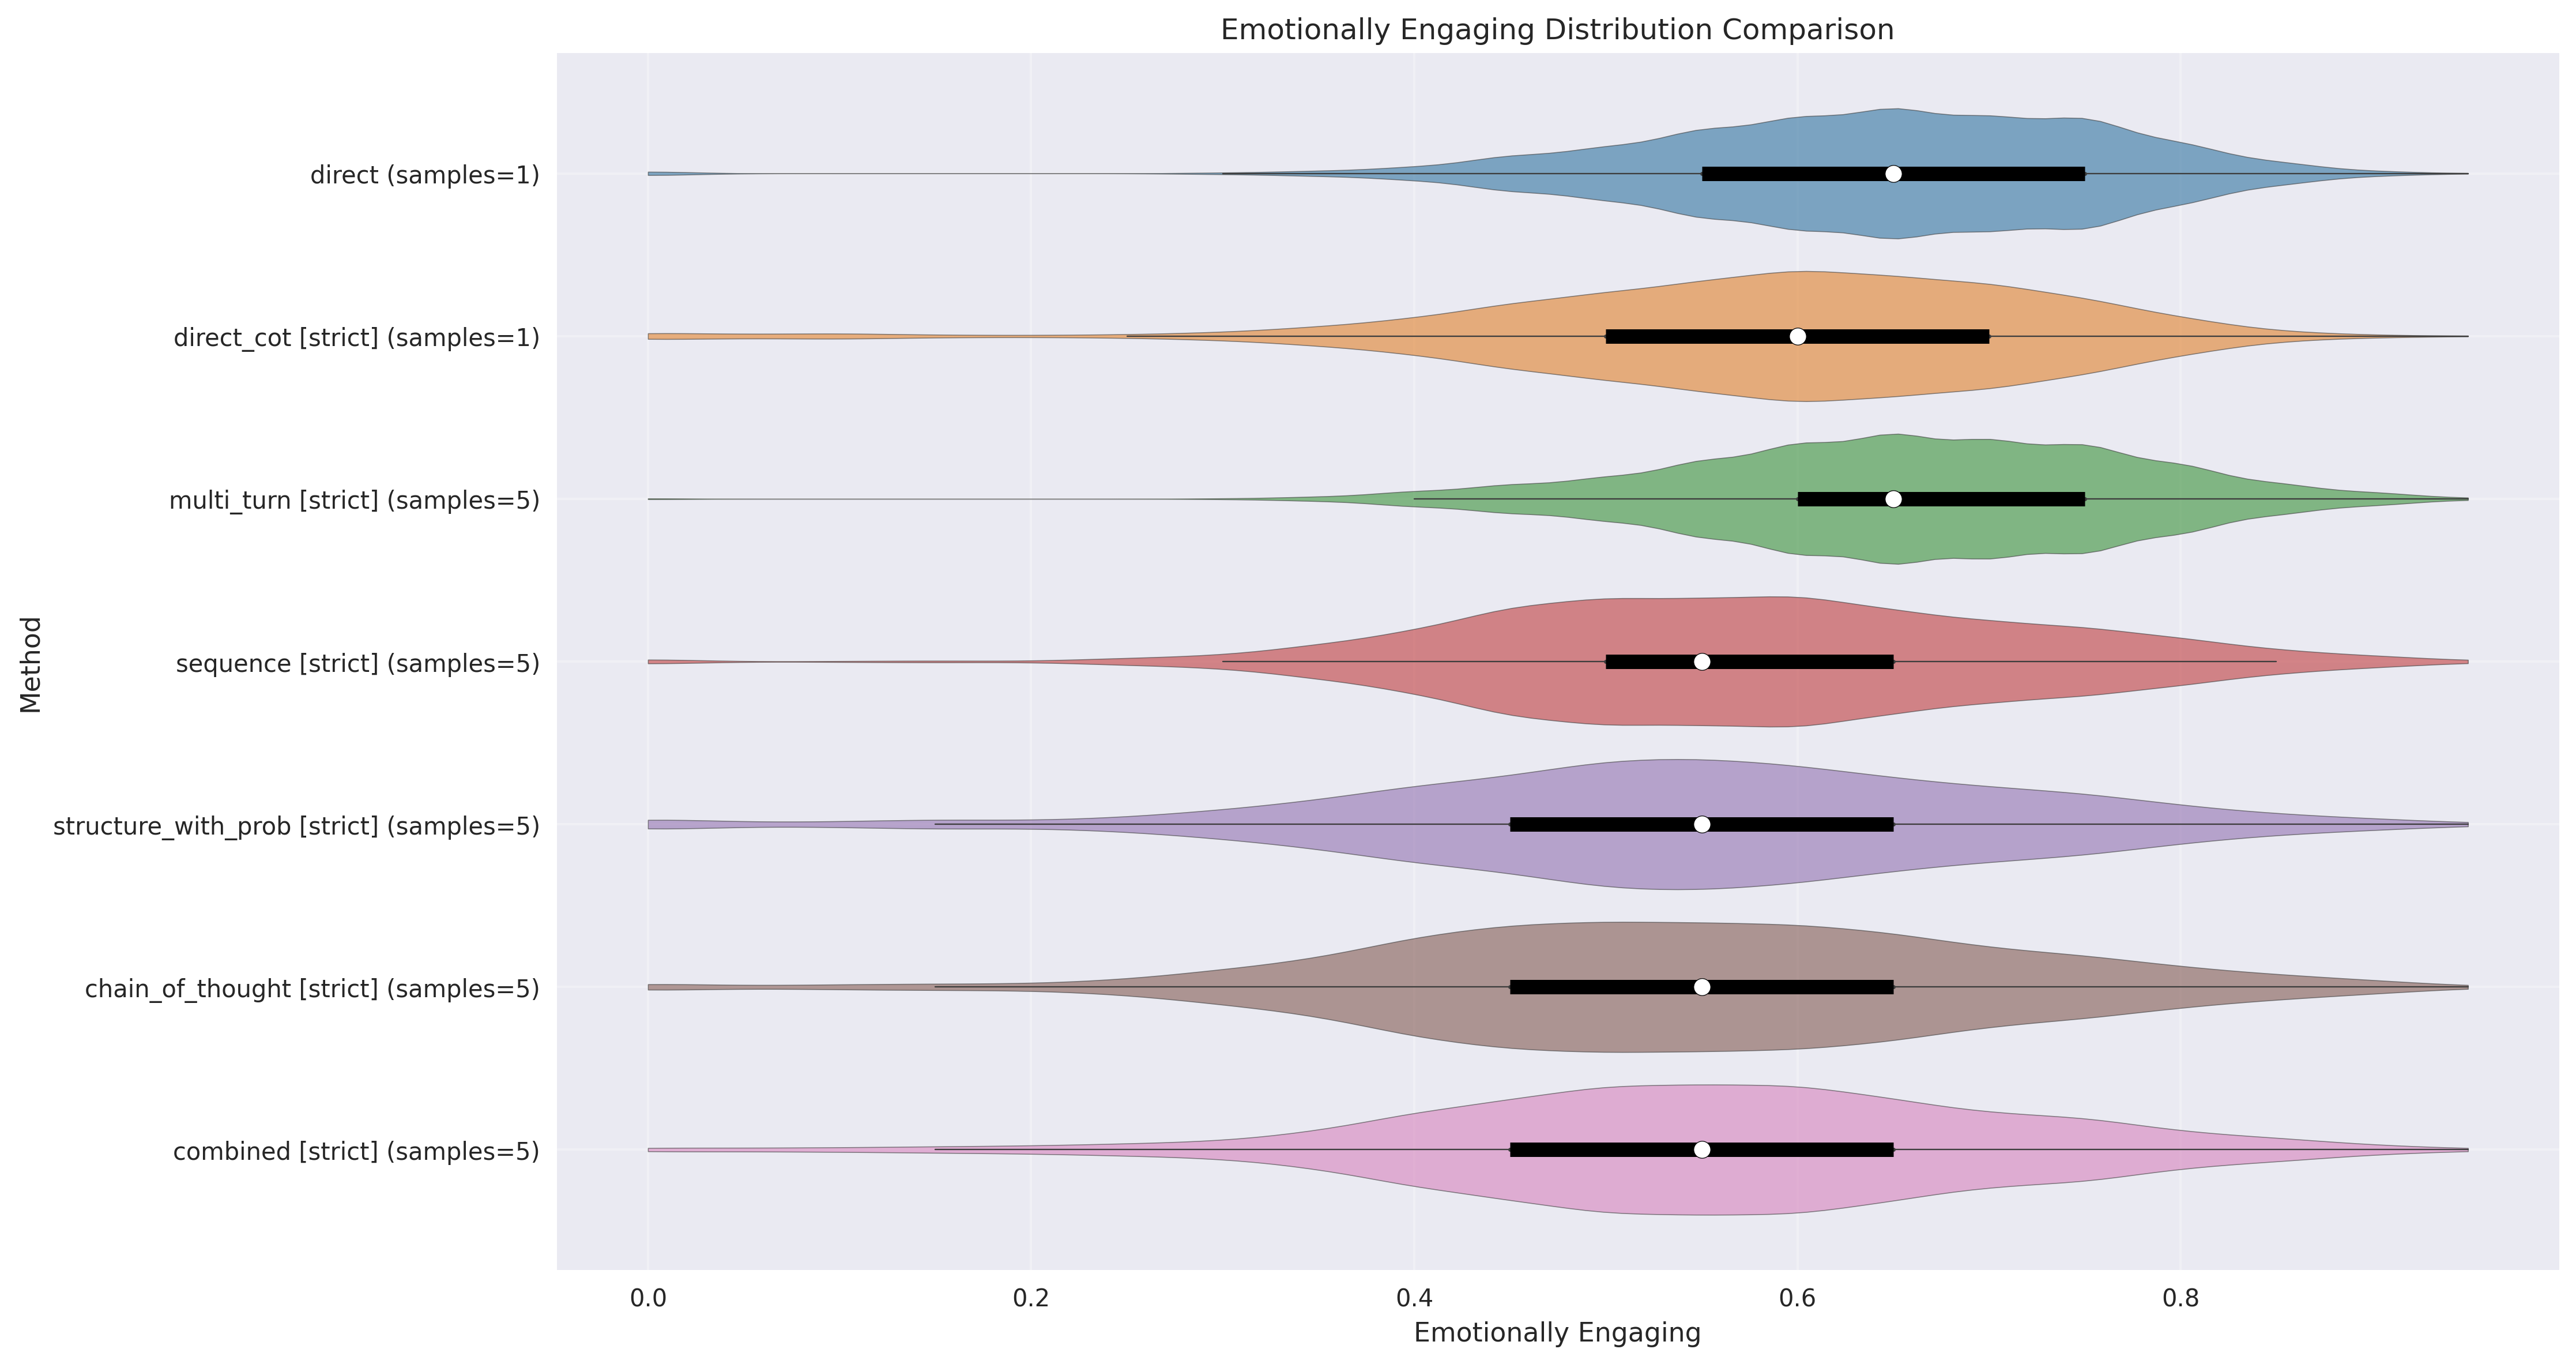 Emotionally Engaging Distribution Comparison
direct (samples=1)
direct_cot [strict] (samples=1)
multi_turn [strict] (samples=5)
sequence [strict] (samples=5)
structure_with_prob [strict] (samples=5)
chain_of_thought [strict] (samples=5)
combined [strict] (samples=5)
Method
0.0
0.2
0.4
0.6
0.8
Emotionally Engaging